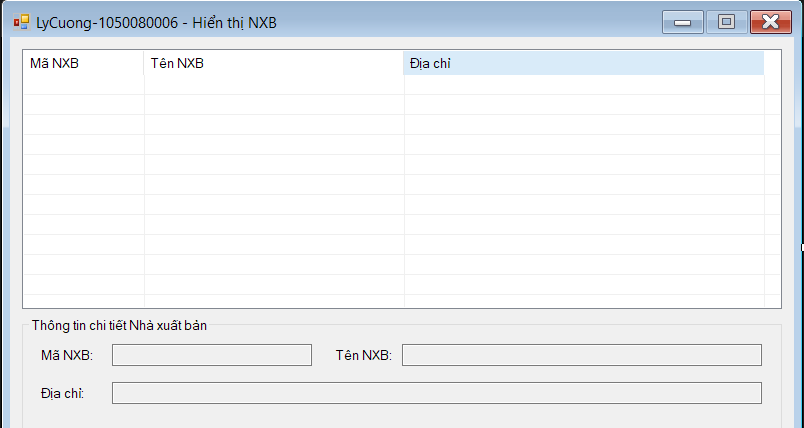 LyCuong-1050080006 - Hiển thị NXB
Mã NXB Tên NXB Địa chỉ
Thông tin chi tiết Nhà xuất bản
Mã NXB: Tên NXB:
Địa chỉ: